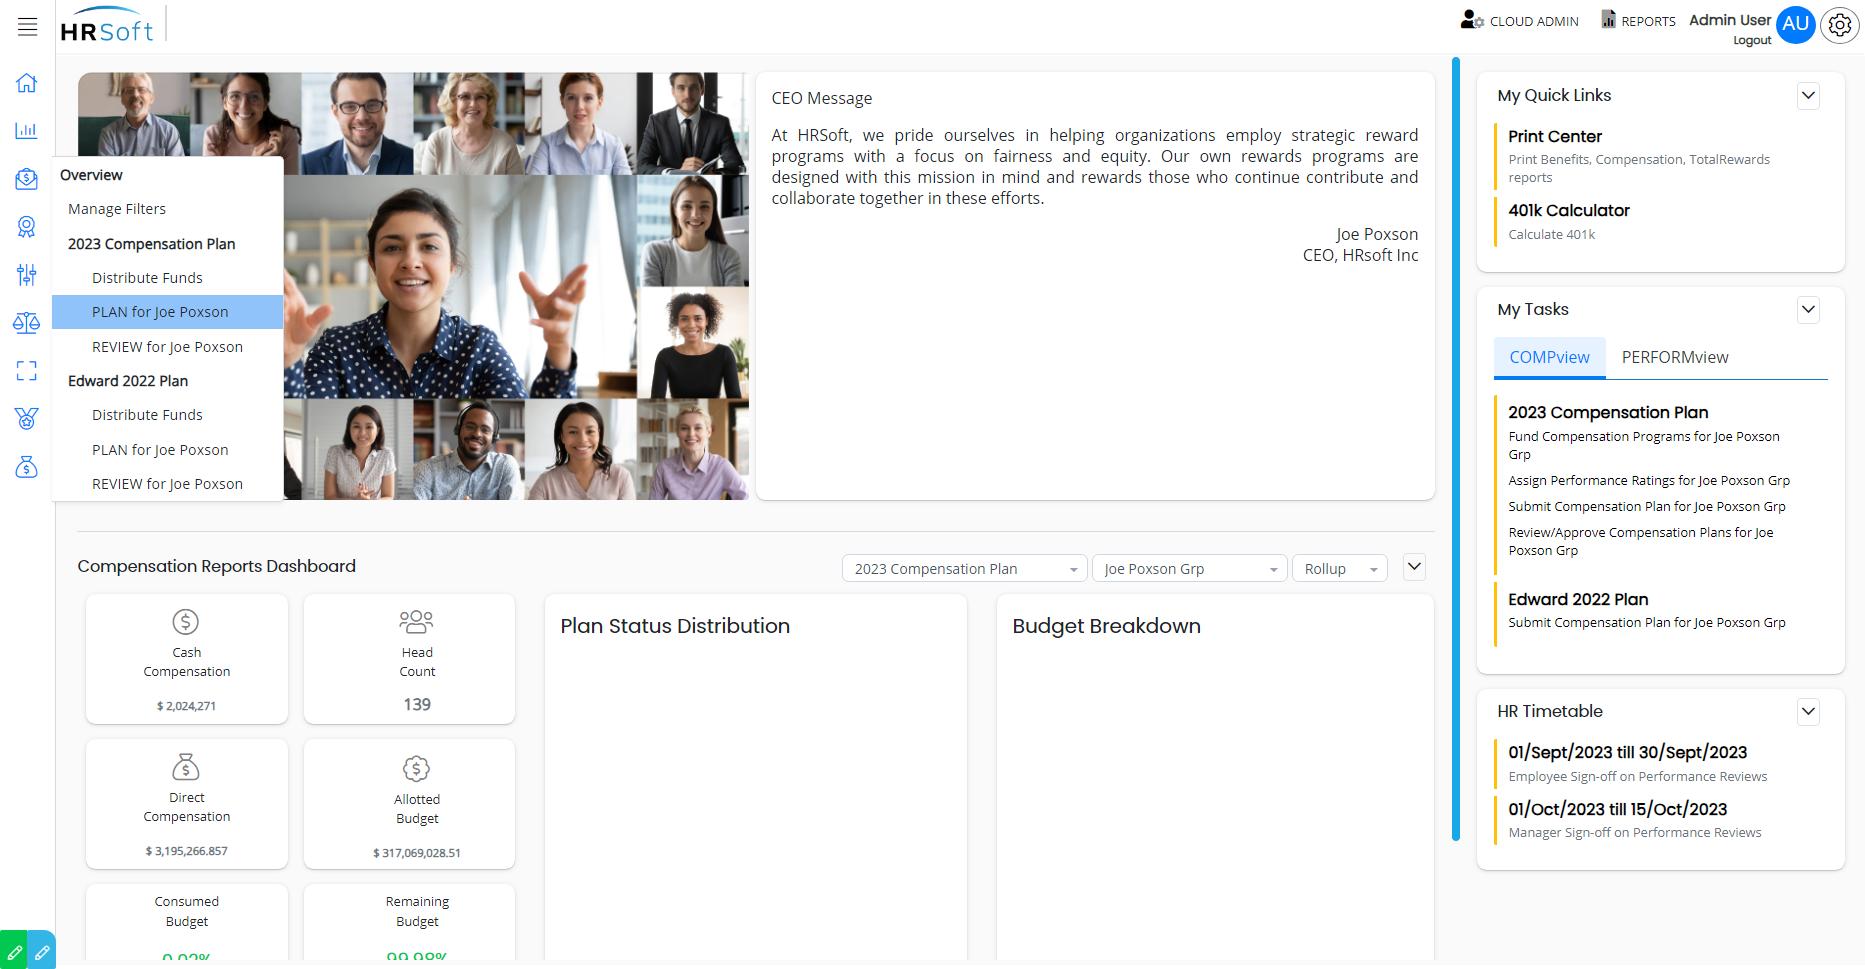 HRSoft
CLOUD ADMIN
REPORTS
Admin User
Logout
AU
Overview
Manage Filters
2023 Compensation Plan
Distribute Funds
PLAN for Joe Poxson
REVIEW for Joe Poxson
Edward 2022 Plan
Distribute Funds
PLAN for Joe Poxson
REVIEW for Joe Poxson
CEO Message
At HRSoft, we pride ourselves in helping organizations employ strategic reward
programs with a focus on fairness and equity. Our own rewards programs are
designed with this mission in mind and rewards those who continue contribute and
collaborate together in these efforts.
Joe Poxson
CEO, HRsoft Inc
My Quick Links
Print Center
Print Benefits, Compensation, TotalRewards
reports
401k Calculator
Calculate 401k
My Tasks
COMPview PERFORMview
2023 Compensation Plan
Fund Compensation Programs for Joe Poxson
Grp
Assign Performance Ratings for Joe Poxson Grp
Submit Compensation Plan for Joe Poxson Grp
Review/Approve Compensation Plans for Joe
Poxson Grp
Edward 2022 Plan
Submit Compensation Plan for Joe Poxson Grp
HR Timetable
01/Sept/2023 till 30/Sept/2023
Employee Sign-off on Performance Reviews
01/Oct/2023 till 15/Oct/2023
Manager Sign-off on Performance Reviews
Compensation Reports Dashboard
2023 Compensation Plan
Joe Poxson Grp
Rollup
Cash
Compensation
$ 2,024,271
Head
Count
139
Direct
Compensation
$ 3,195,266.857
Allotted
Budget
$ 317,069,028.51
Consumed
Budget
0.02%
Remaining
Budget
99.98%
Plan Status Distribution
Budget Breakdown